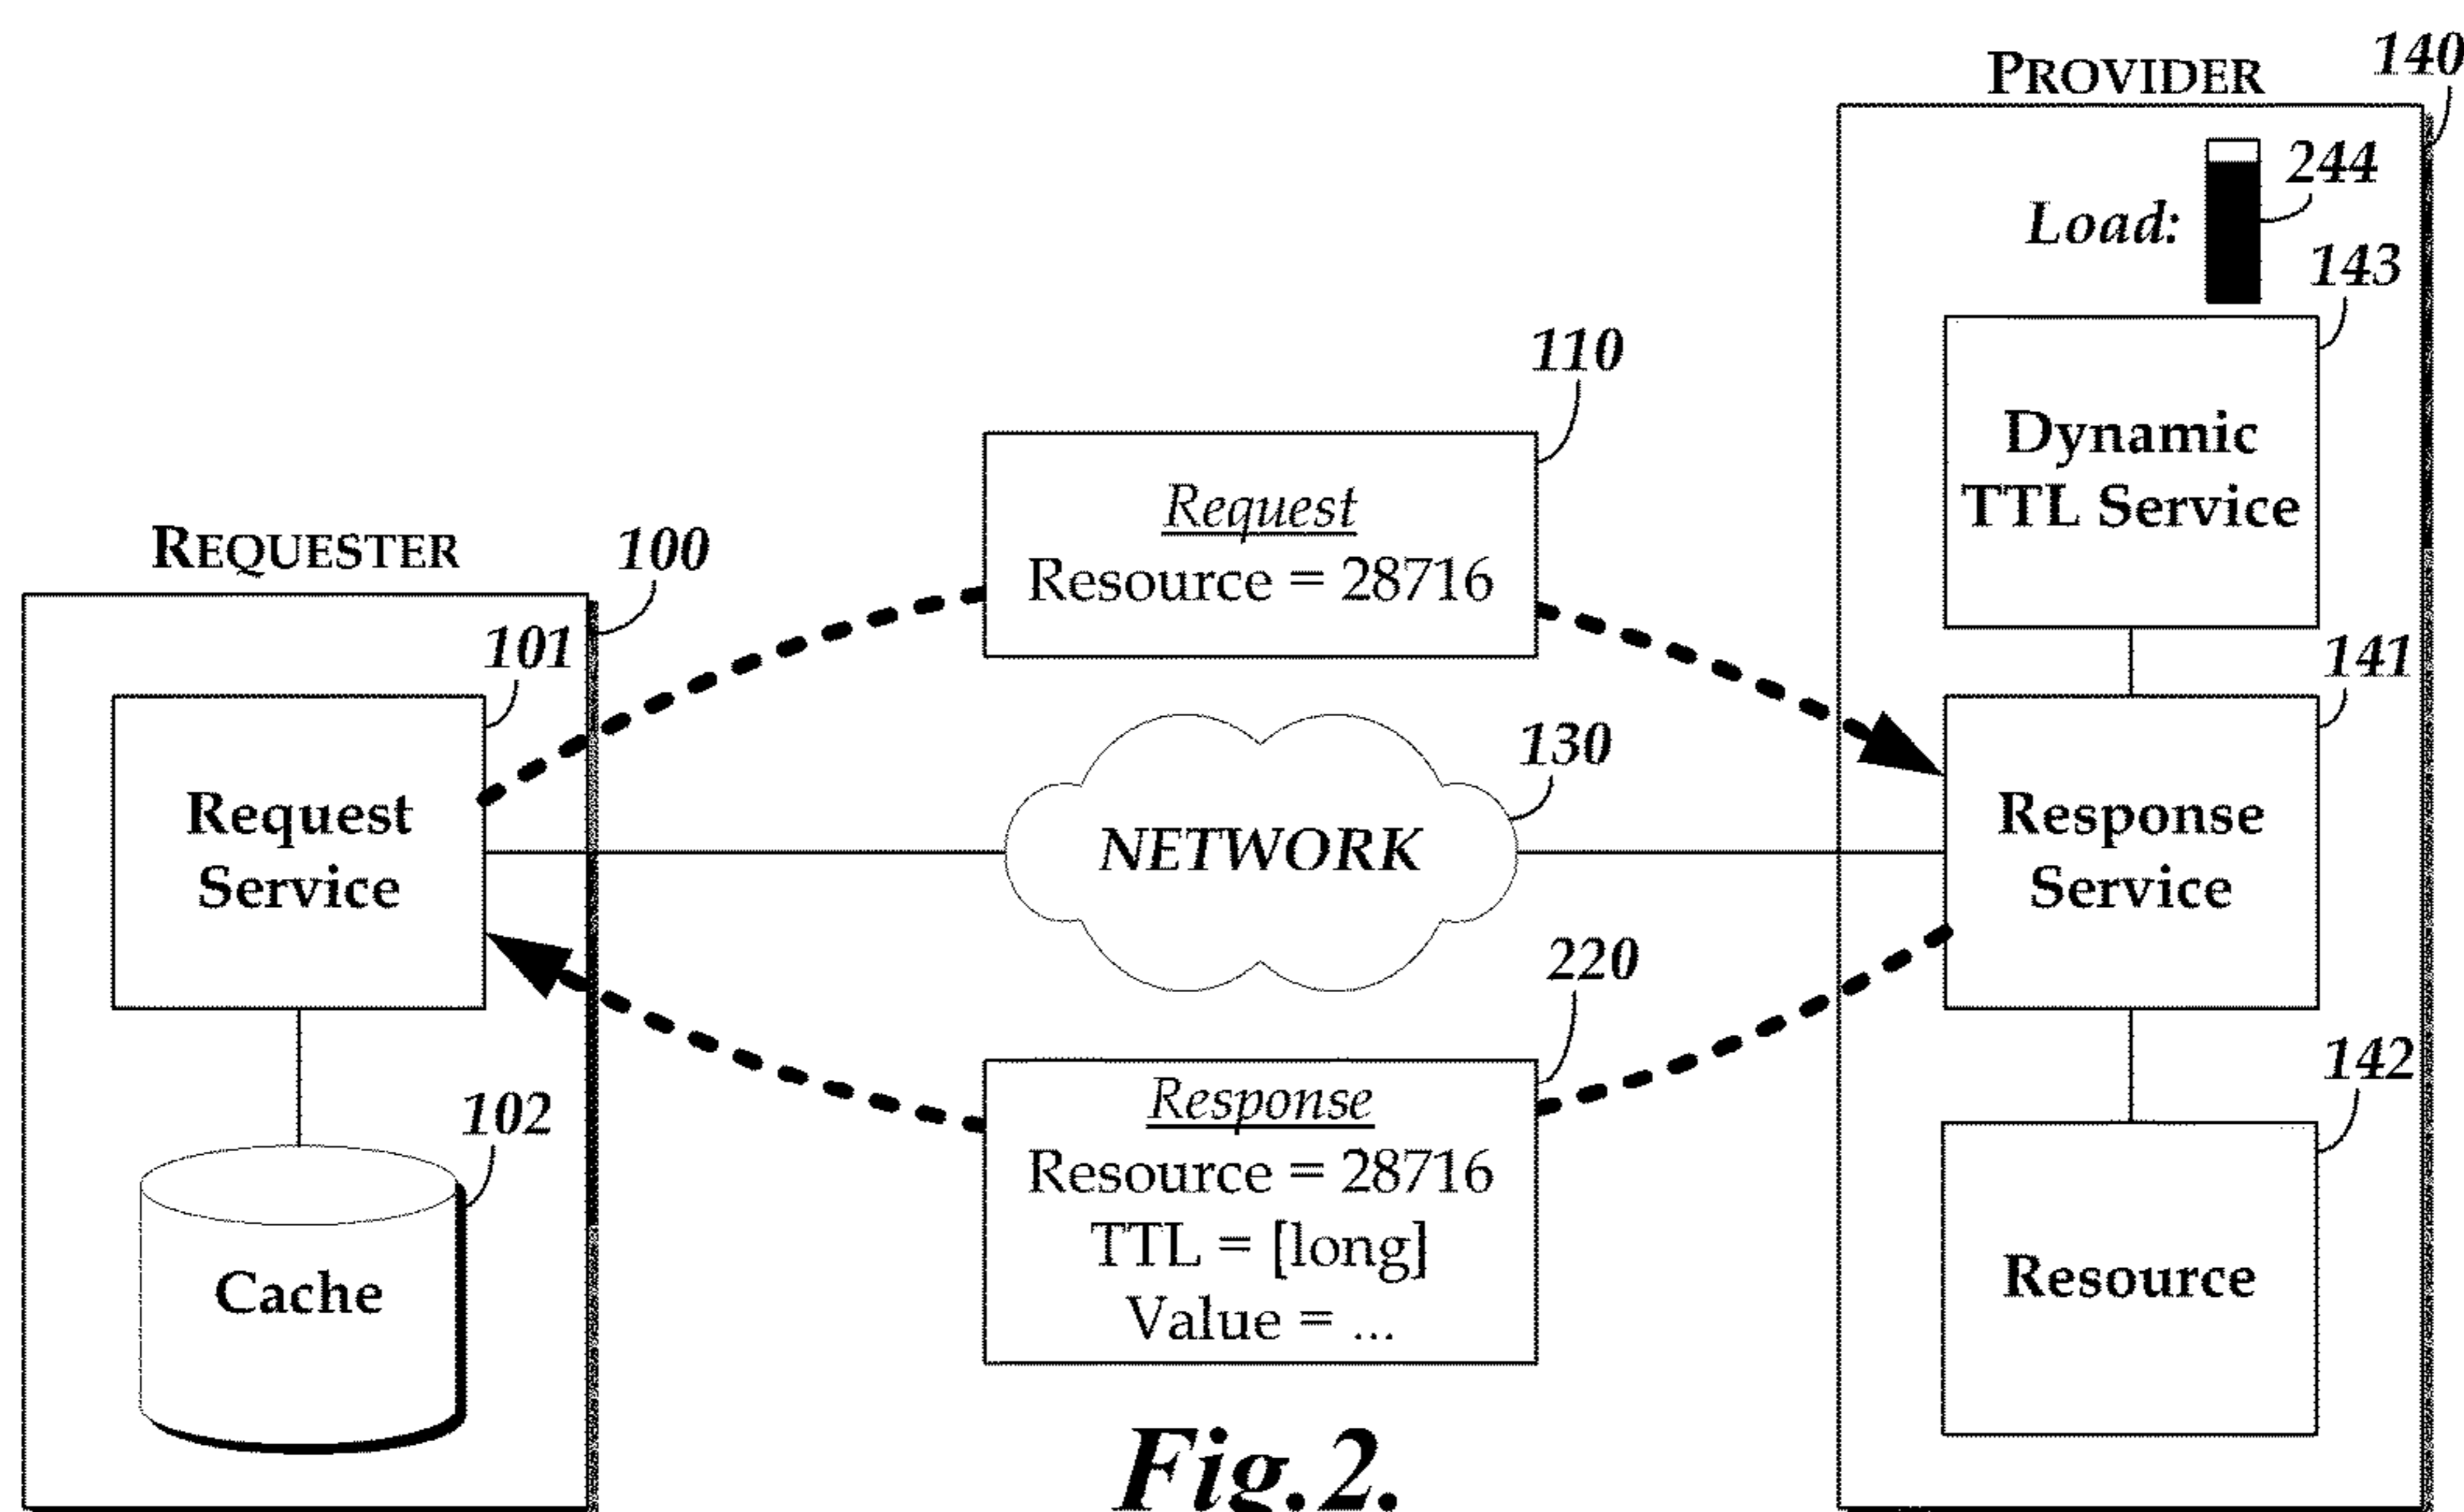 PROVIDER
140
Load:
244
143
Dynamic
TTL Service
110
Request
Resource = 28716
REQUESTER
100
101
Request
Service
141
Response
Service
130
NETWORK
220
Response
Resource = 28716
TTL = [long]
Value = ...
102
Cache
142
Resource
Fig.2.